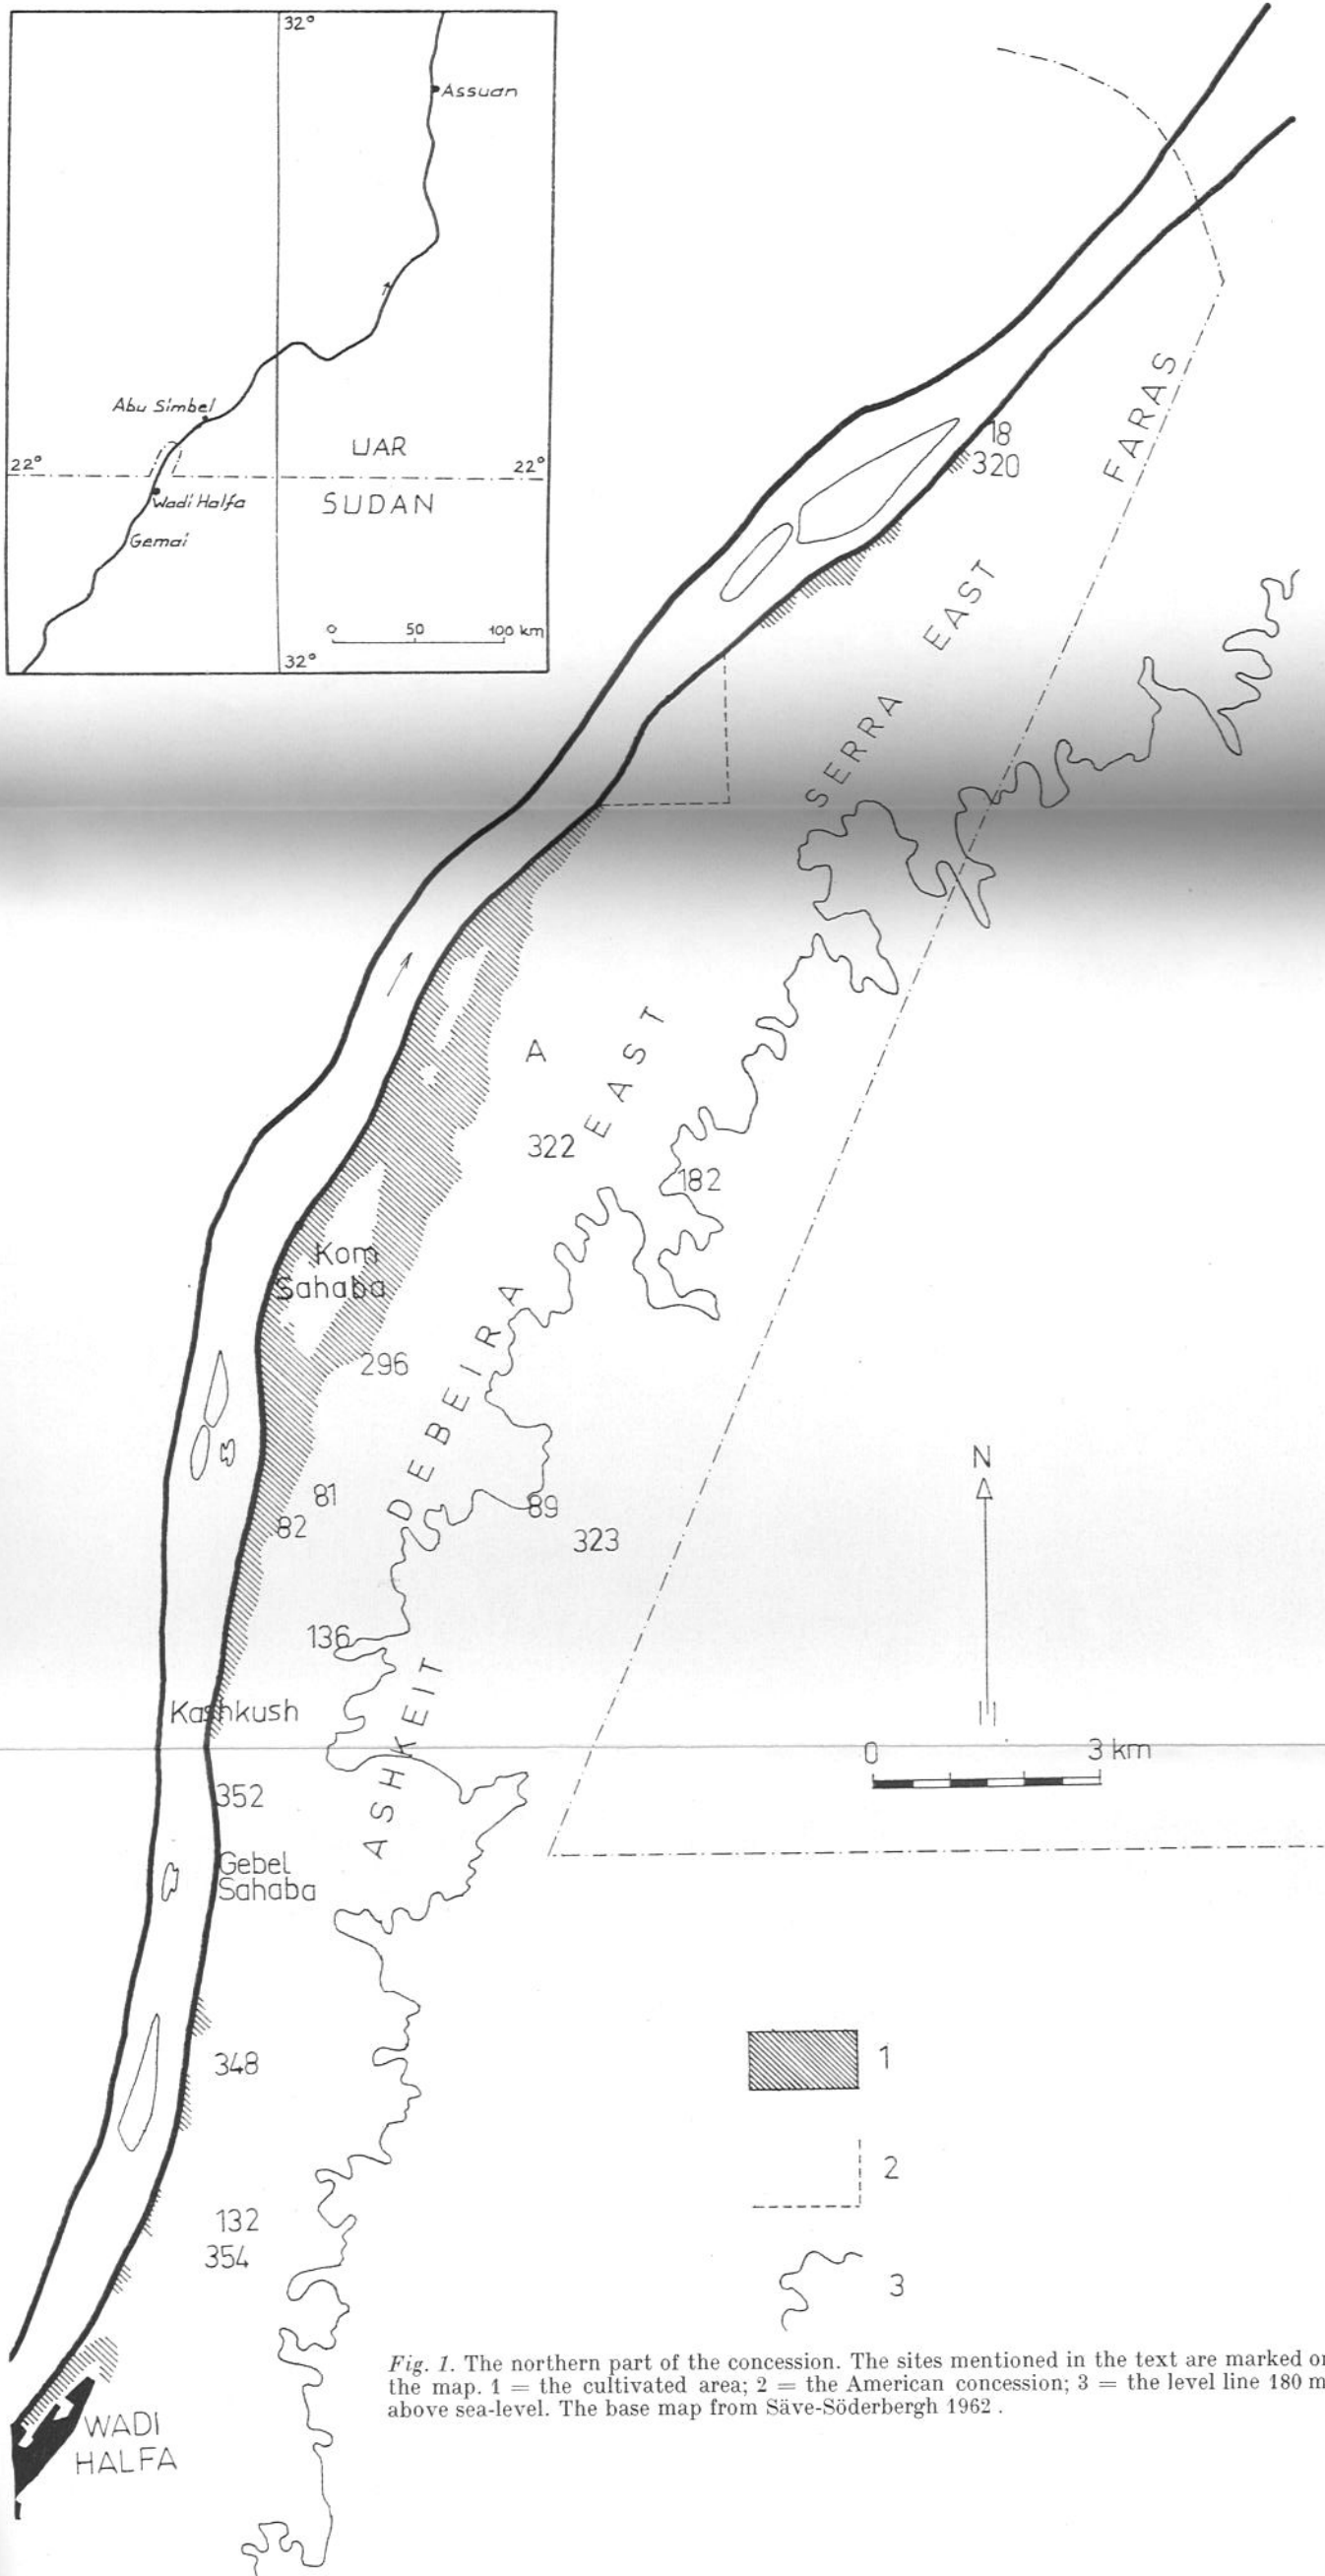 32°
Assuan
Abu Simbel
UAR
22°
22°
Wadi Halfa
SUDAN
Gemai
0 50 100 km
32°
18
320
FARAS
SERRA EAST
A
DEBEIRA EAST
322
182
Kom
Sahaba
296
81
82
89
323
N
136
ASHKEIT
Kashkush
0 3 km
352
Gebel
Sahaba
348
1
2
132
354
3
Fig. 1. The northern part of the concession. The sites mentioned in the text are marked on
the map. 1 = the cultivated area; 2 = the American concession; 3 = the level line 180 m
above sea-level. The base map from Säve-Söderbergh 1962 .
WADI
HALFA